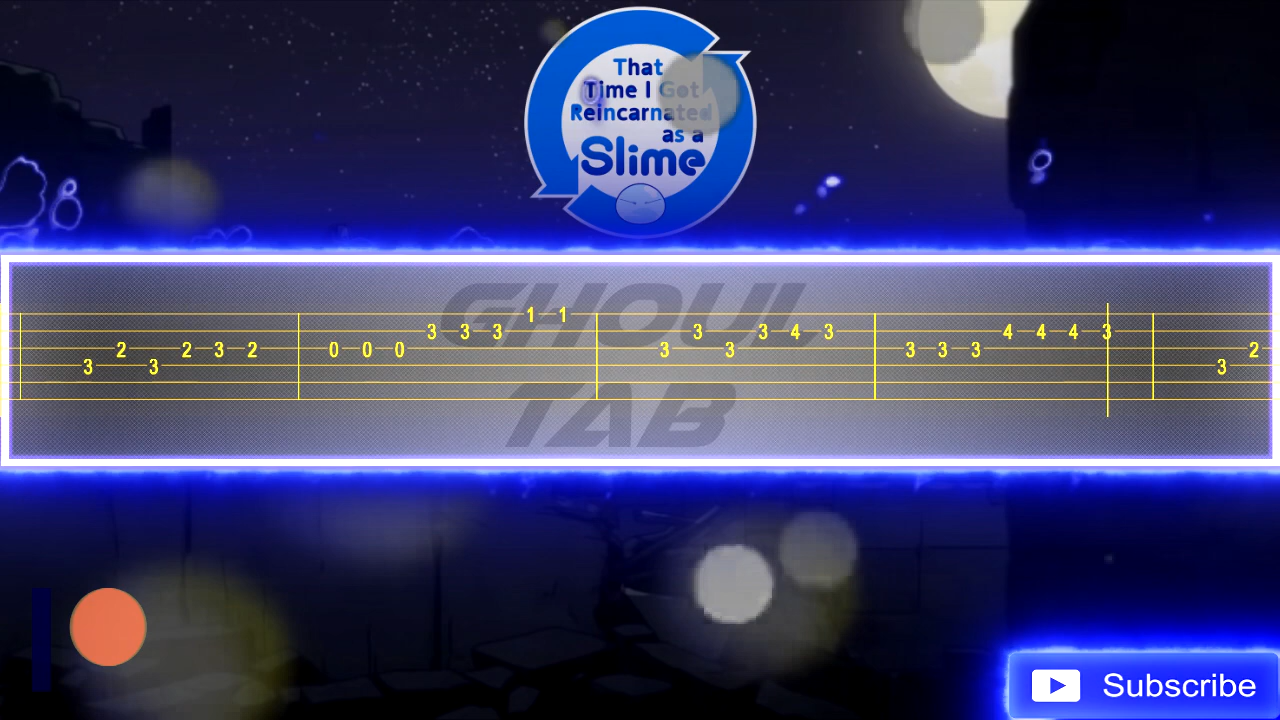 That
Time I Got
Reincarnated
as a
Slime
GHOUL
TAB
1 1
3 3 3 3 3 4 3 4 4 4 3
2 2 3 2 0 0 0 3 3 3 3 3 2
3 3 3
Subscribe